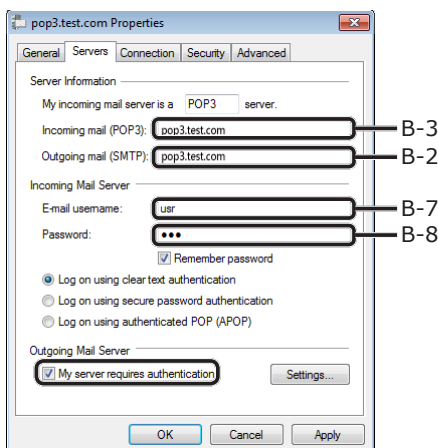 pop3.test.com Properties
General Servers Connection Security Advanced
Server Information
My incoming mail server is a POP3 server.
Incoming mail (POP3): pop3.test.com B-3
Outgoing mail (SMTP): pop3.test.com B-2
Incoming Mail Server
E-mail username: usr B-7
Password: ●●● B-8
Remember password
Log on using clear text authentication
Log on using secure password authentication
Log on using authenticated POP (APOP)
Outgoing Mail Server
My server requires authentication Settings...
OK Cancel Apply